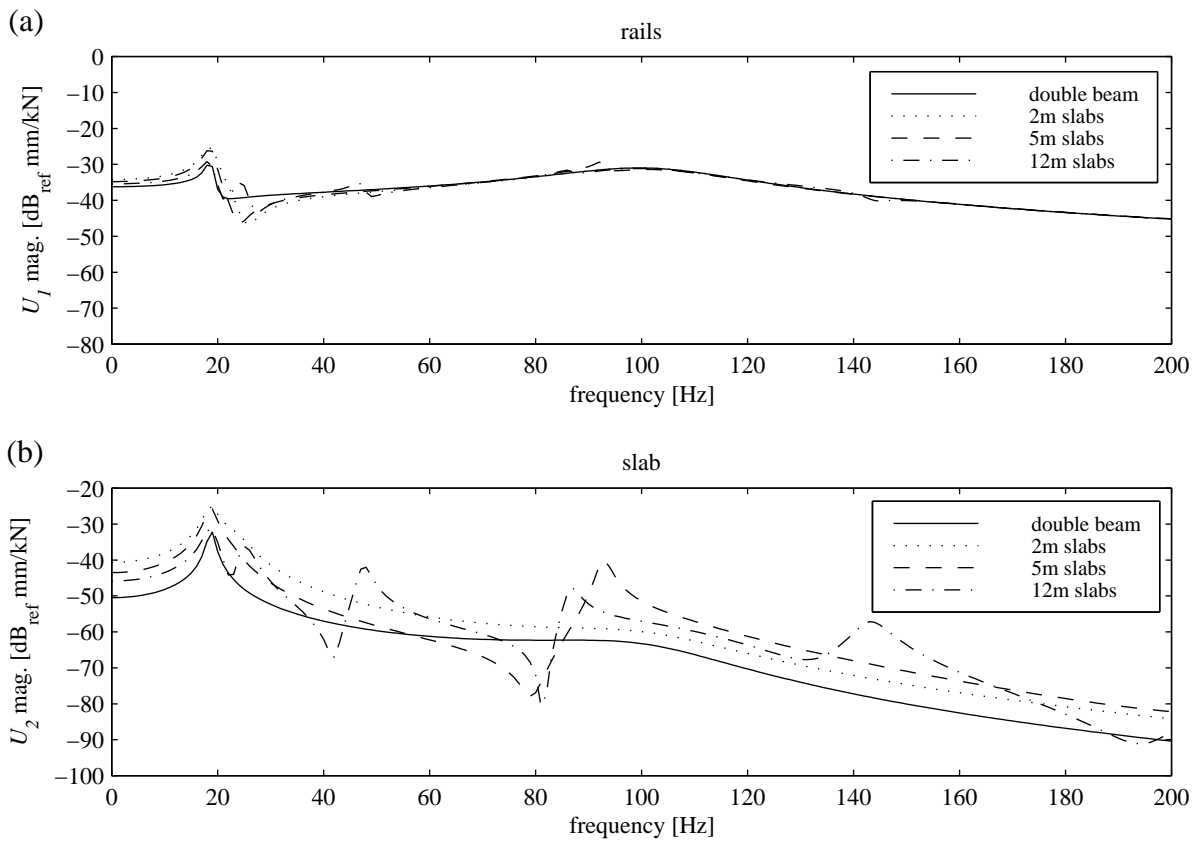 (a)
rails
0
−10
−20
−30
−40
−50
−60
−70
−80
U1 mag. [dBref mm/kN]
double beam
2m slabs
5m slabs
12m slabs
0 20 40 60 80 100 120 140 160 180 200
frequency [Hz]
(b)
slab
−20
−30
−40
−50
−60
−70
−80
−90
−100
U2 mag. [dBref mm/kN]
double beam
2m slabs
5m slabs
12m slabs
0 20 40 60 80 100 120 140 160 180 200
frequency [Hz]